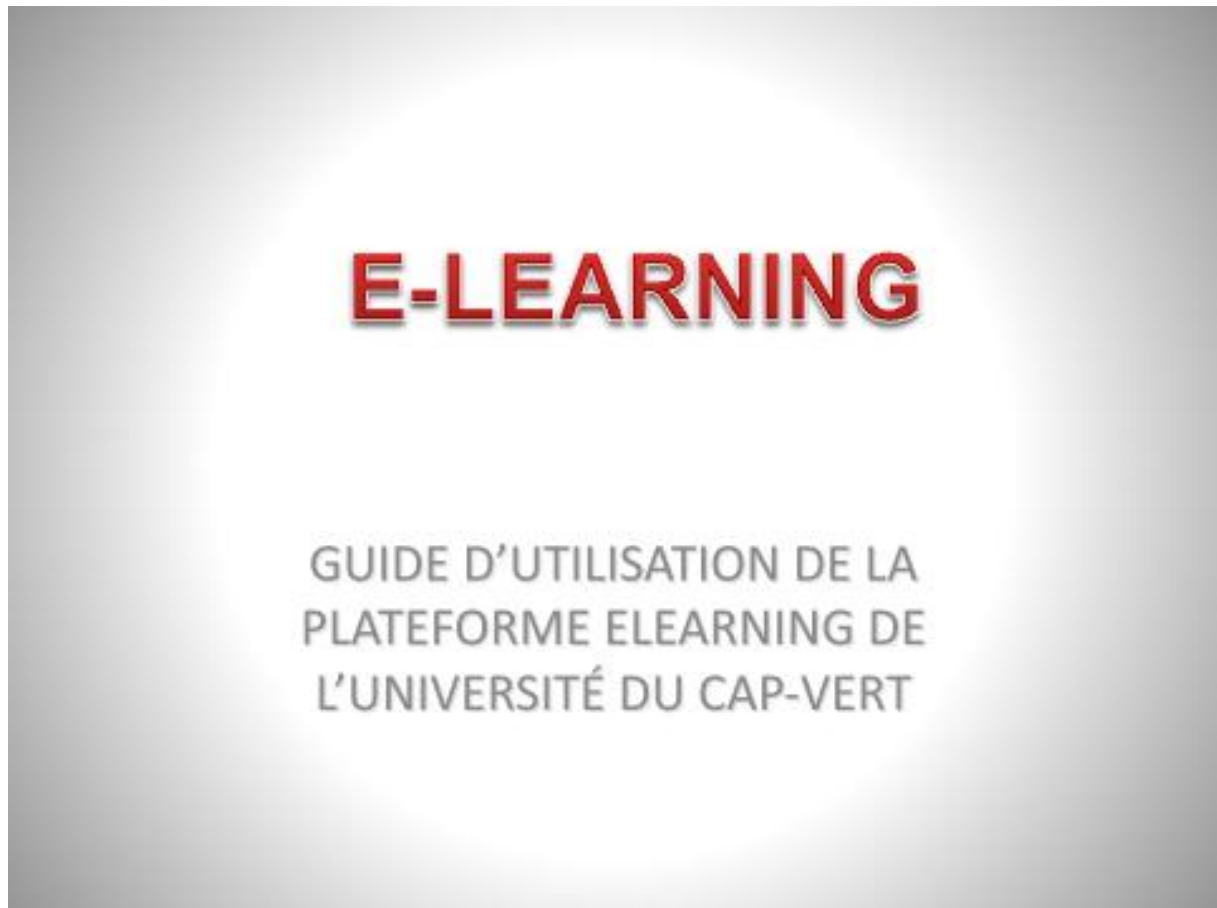 E-LEARNING
GUIDE D’UTILISATION DE LA
PLATEFORME ELEARNING DE
L’UNIVERSITÉ DU CAP-VERT